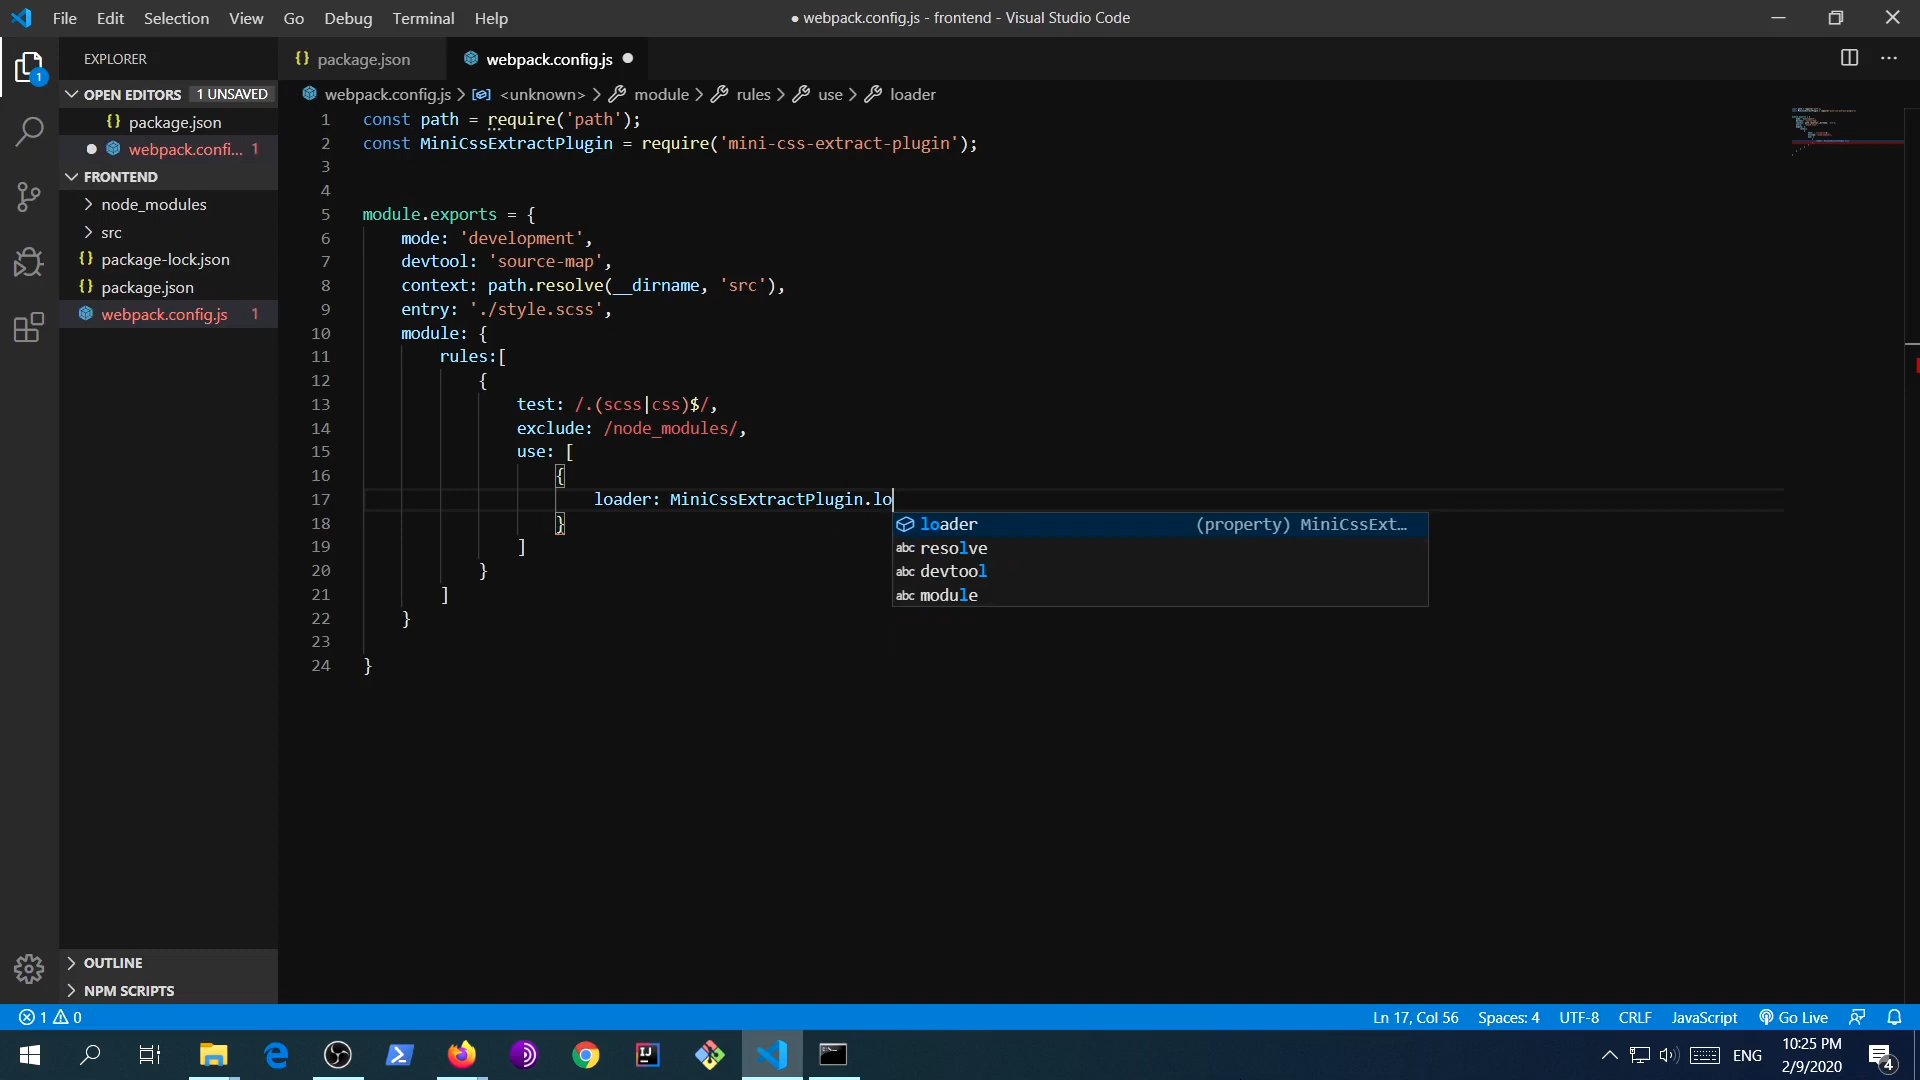 File Edit Selection View Go Debug Terminal Help
● webpack.config.js - frontend - Visual Studio Code
EXPLORER
OPEN EDITORS 1 UNSAVED
package.json
webpack.confi... 1
FRONTEND
node_modules
src
package-lock.json
package.json
webpack.config.js 1
OUTLINE
NPM SCRIPTS
1
package.json
webpack.config.js
webpack.config.js > <unknown> > module > rules > use > loader
1 const path = require('path');
2 const MiniCssExtractPlugin = require('mini-css-extract-plugin');
3
4
5 module.exports = {
6 mode: 'development',
7 devtool: 'source-map',
8 context: path.resolve(__dirname, 'src'),
9 entry: './style.scss',
10 module: {
11 rules:[
12 {
13 test: /.(scss|css)$/,
14 exclude: /node_modules/,
15 use: [
16 {
17 loader: MiniCssExtractPlugin.lo
18 }
19 ]
20 }
21 ]
22 }
23
24 }
loader (property) MiniCssExt...
abc resolve
abc devtool
abc module
1 0
Ln 17, Col 56 Spaces: 4 UTF-8 CRLF JavaScript Go Live
ENG
10:25 PM
2/9/2020
4